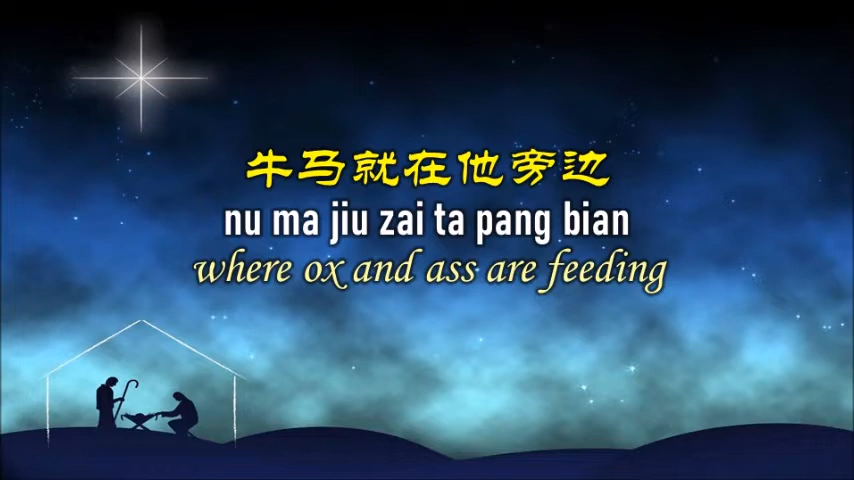 牛马就在他旁边
nu ma jiu zai ta pang bian
where ox and ass are feeding